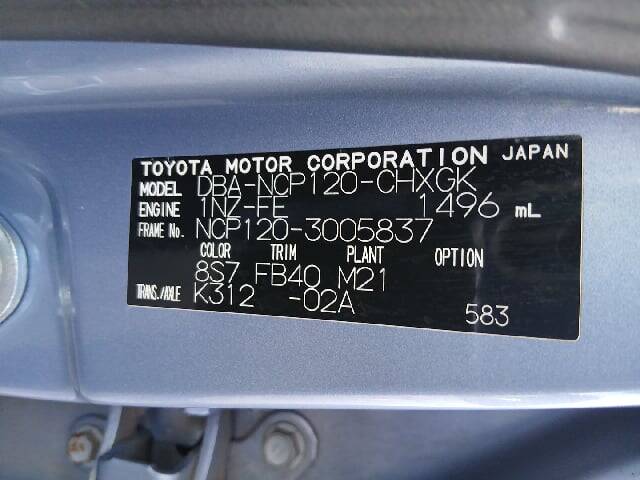 TOYOTA MOTOR CORPORATION JAPAN
MODEL DBA-NCP120-CHXGK
ENGINE 1NZ-FE 1496 mL
FRAME No. NCP120-3005837
COLOR TRIM PLANT OPTION
8S7 FB40 M21
TRANS./AXLE K312 -02A
583